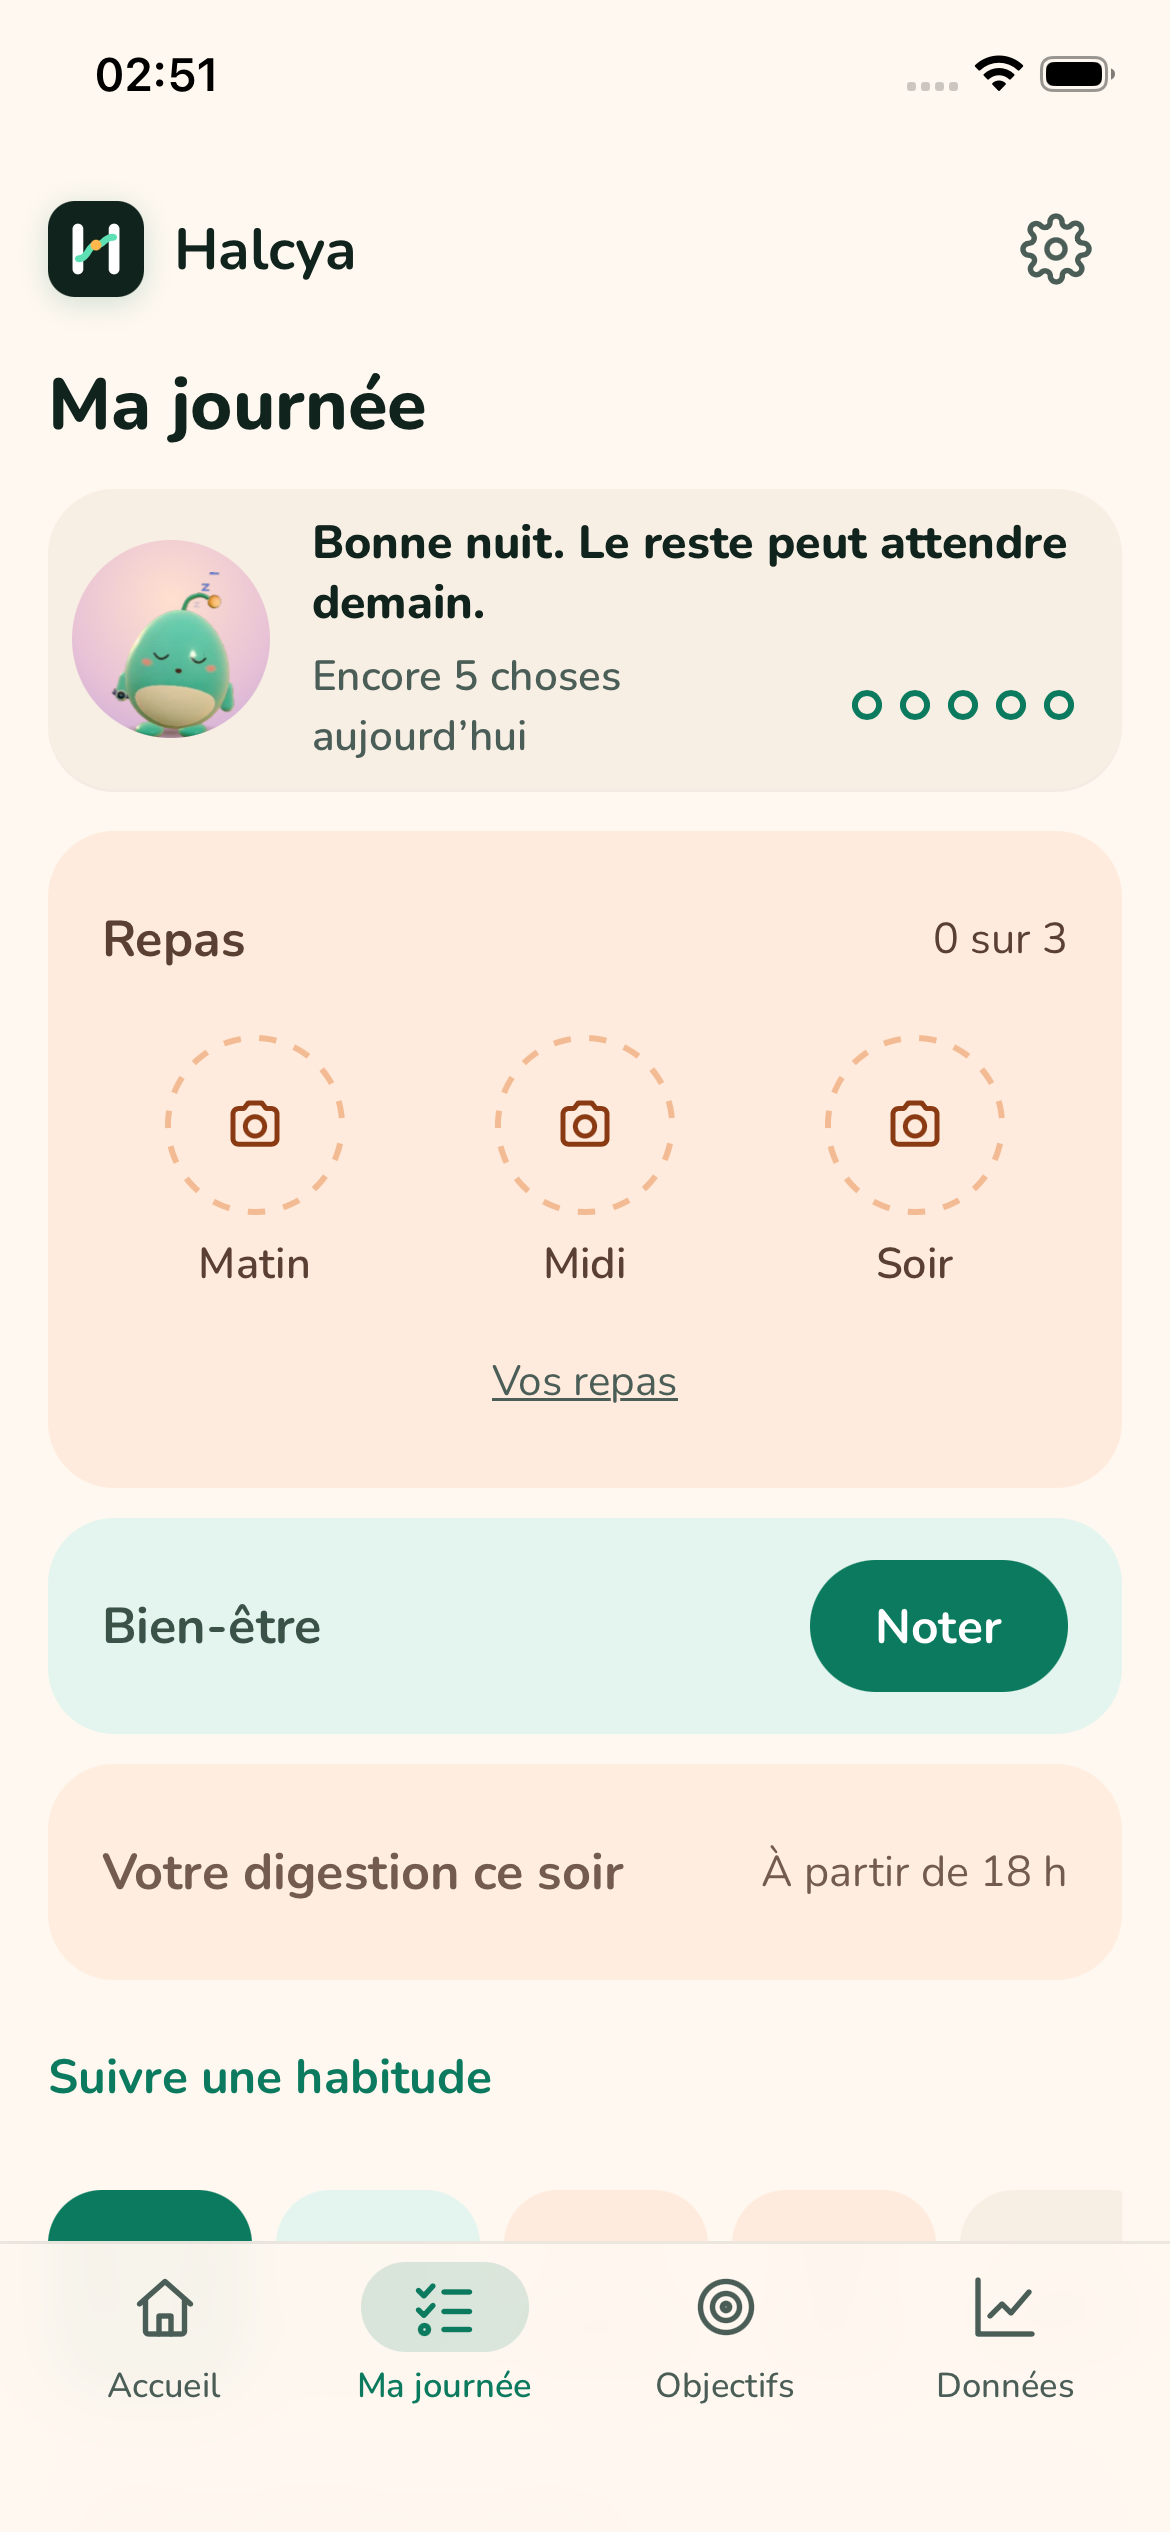 02:51
Halcya
Ma journée
Bonne nuit. Le reste peut attendre
demain.
Encore 5 choses
aujourd’hui
Repas
0 sur 3
Matin
Midi
Soir
Vos repas
Bien-être
Noter
Votre digestion ce soir
À partir de 18 h
Suivre une habitude
Accueil
Ma journée
Objectifs
Données